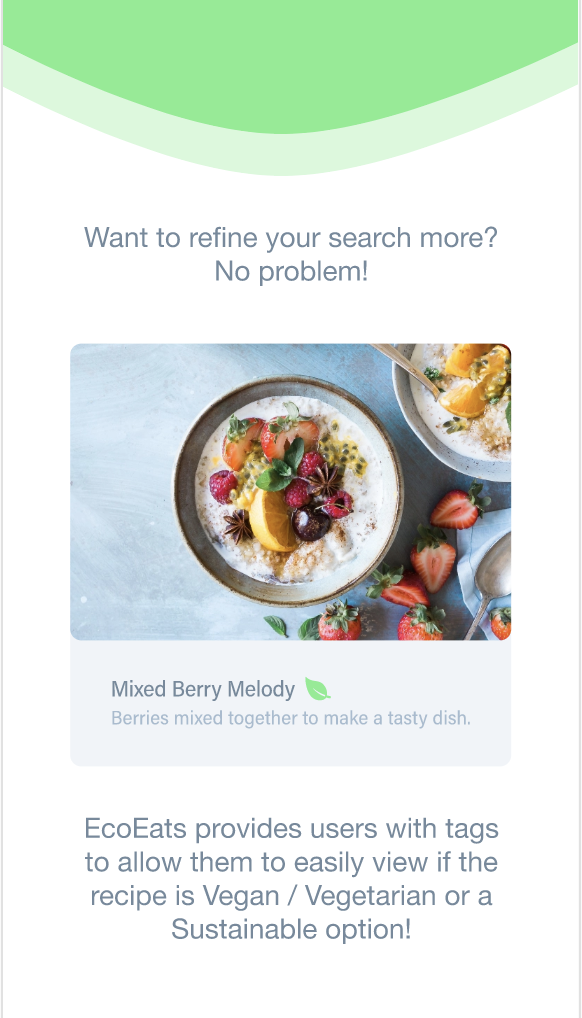 Want to refine your search more?
No problem!
Mixed Berry Melody
Berries mixed together to make a tasty dish.
EcoEats provides users with tags
to allow them to easily view if the
recipe is Vegan / Vegetarian or a
Sustainable option!